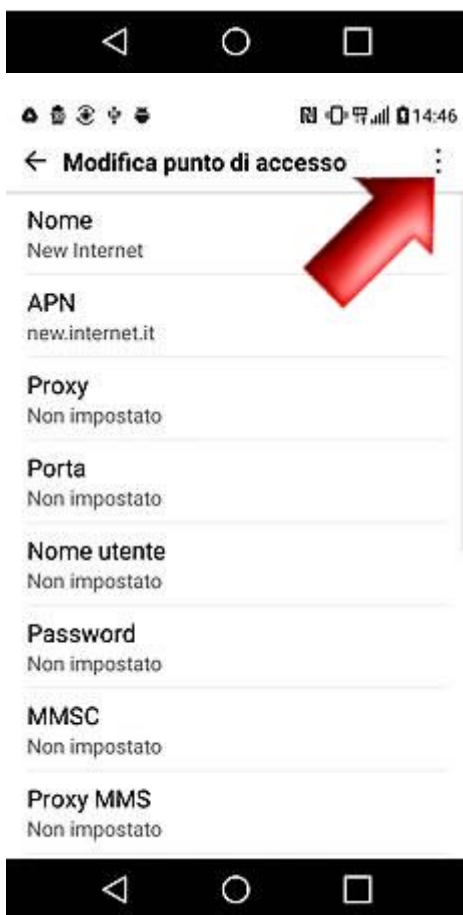 14:46
Modifica punto di accesso
Nome
New Internet
APN
new.internet.it
Proxy
Non impostato
Porta
Non impostato
Nome utente
Non impostato
Password
Non impostato
MMSC
Non impostato
Proxy MMS
Non impostato